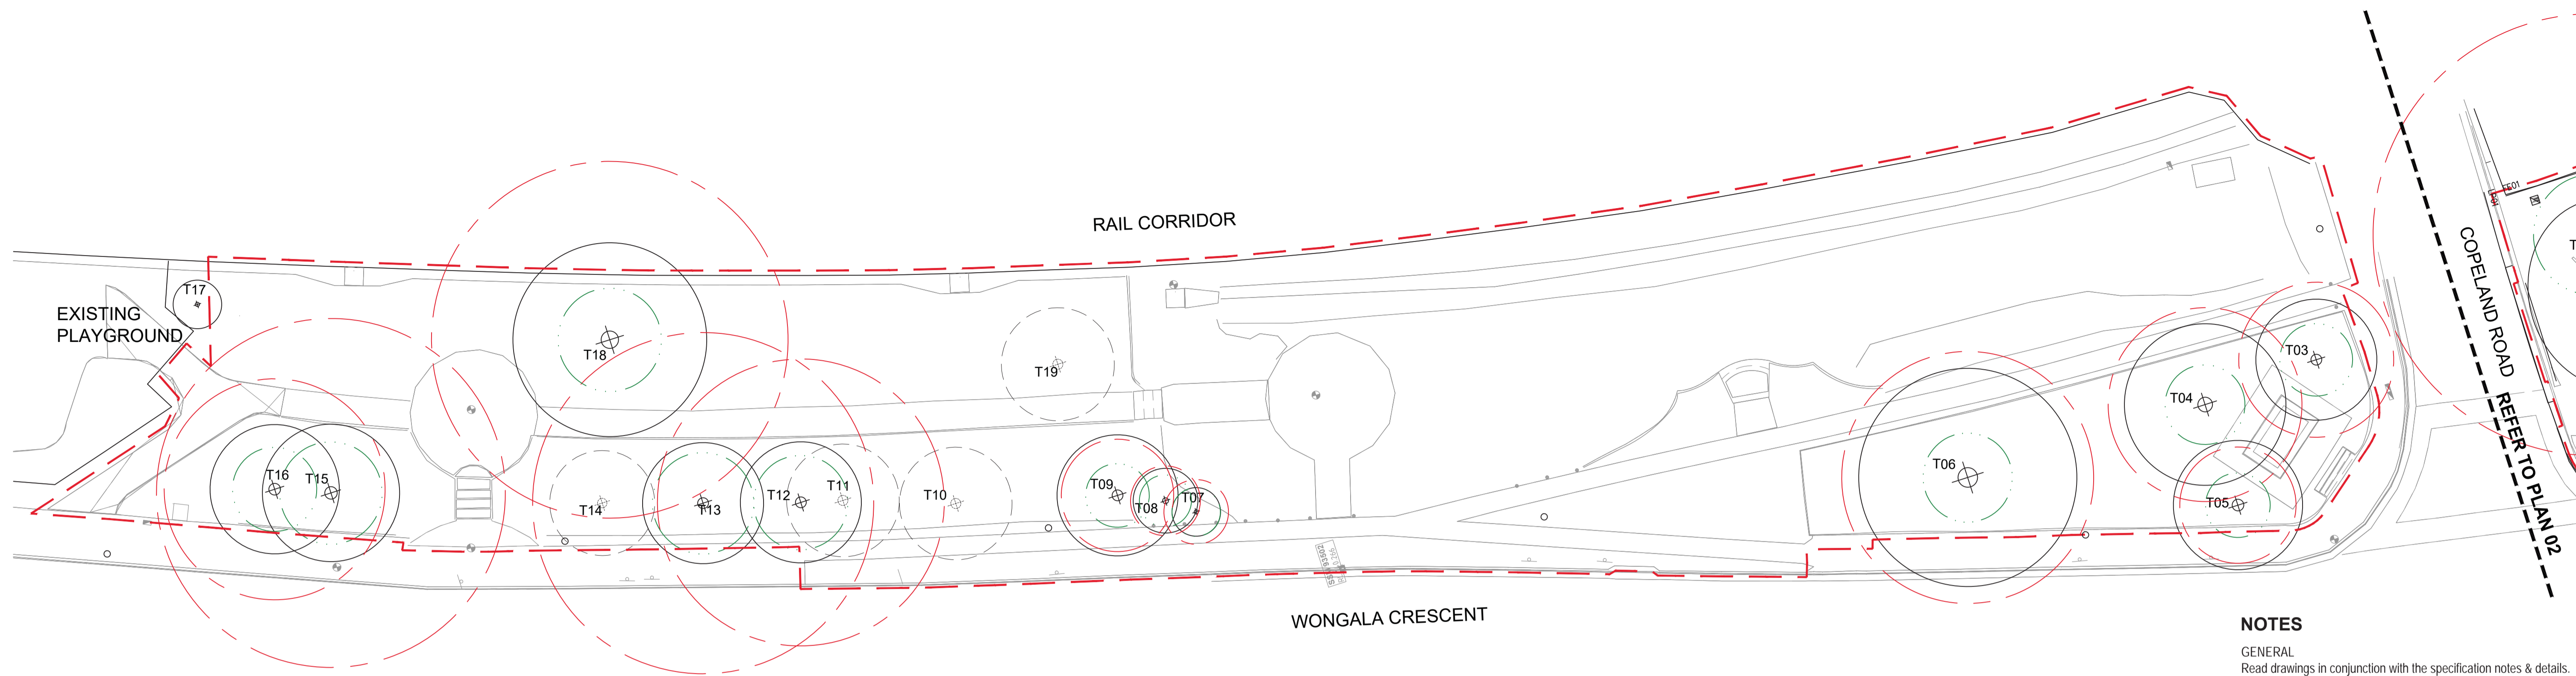 RAIL CORRIDOR
T17
EXISTING
PLAYGROUND
T18
T19
T16
T15
T14
T13
T12
T11
T10
T09
T08
T07
T06
T05
T04
T03
COPELAND ROAD
REFER TO PLAN 02
WONGALA CRESCENT
NOTES
GENERAL
Read drawings in conjunction with the specification notes & details.